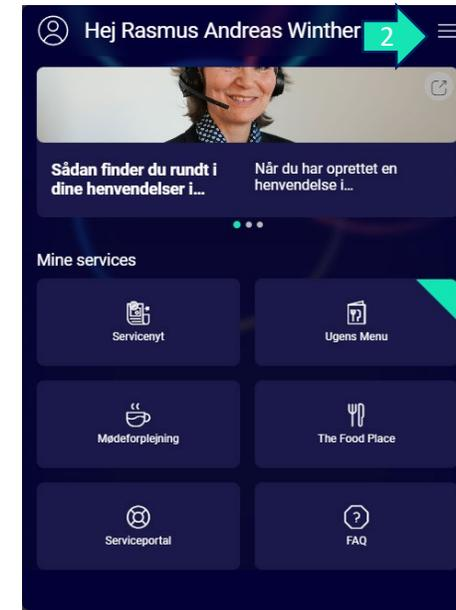 Hej Rasmus Andreas Winther
2
Sådan finder du rundt i
dine henvendelser i...
Når du har oprettet en
henvendelse i...
Mine services
Servicenyt
Ugens Menu
Mødeforplejning
The Food Place
Serviceportal
FAQ